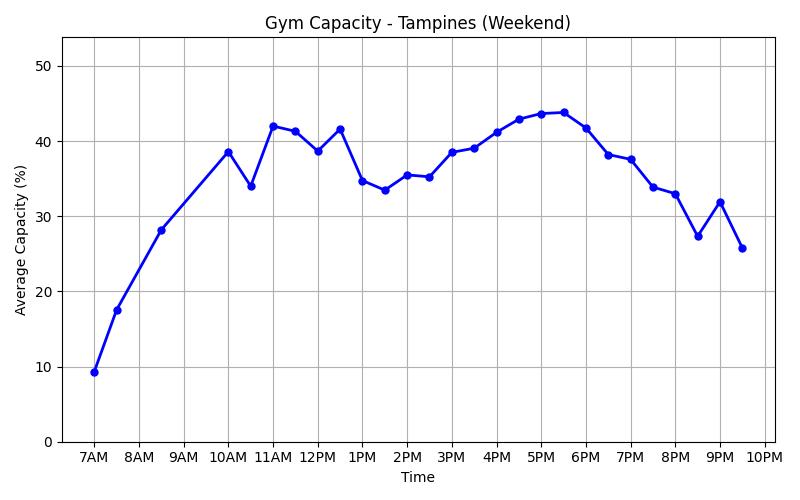 Gym Capacity - Tampines (Weekend)
50
40
30
20
10
0
Average Capacity (%)
7AM 8AM 9AM 10AM 11AM 12PM 1PM 2PM 3PM 4PM 5PM 6PM 7PM 8PM 9PM 10PM
Time